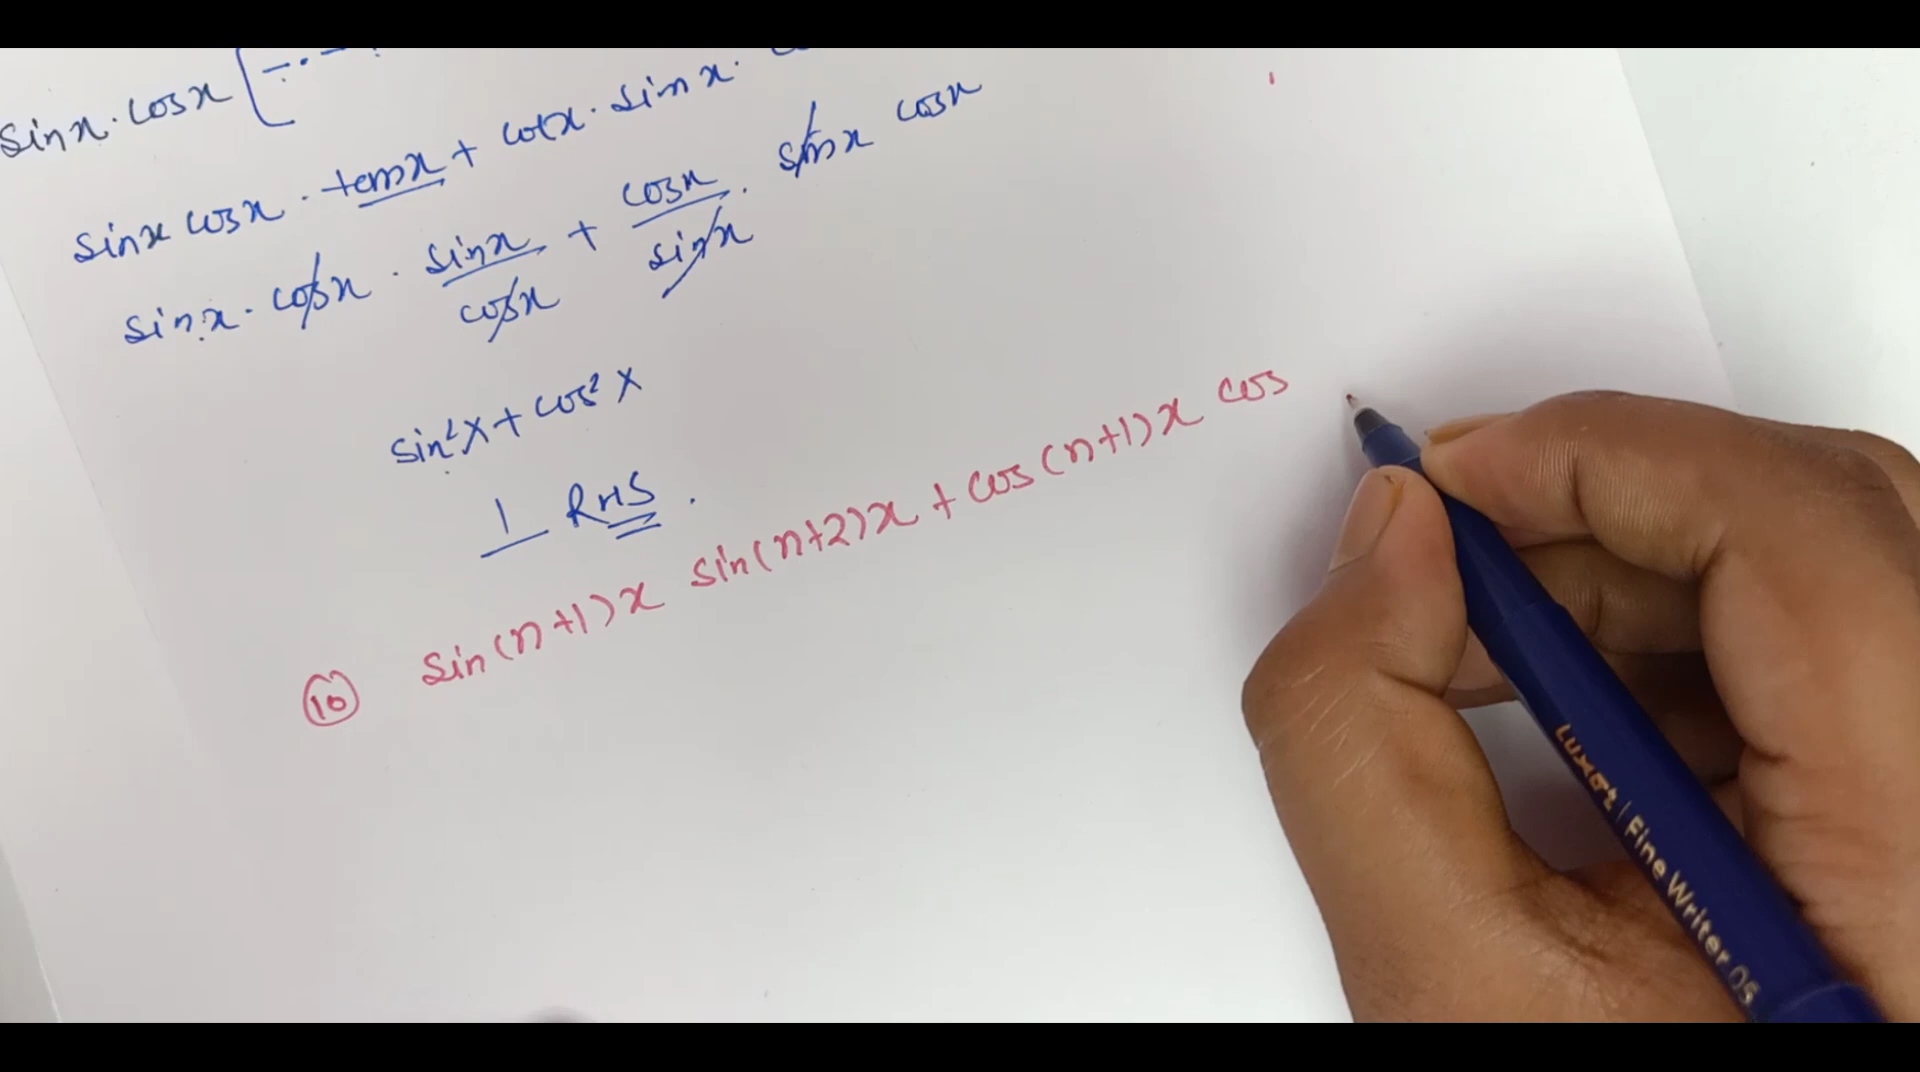 sinx. cosx [
sinx cosx. tanx + cotx. sinx.
sinx. cosx. sinx/cosx + cosx/sinx. sinx cosx
sin²x + cos²x
1 RHS.
10 sin(n+1)x sin(n+2)x + cos(n+1)x cos
Luxor | Fine Writer 05